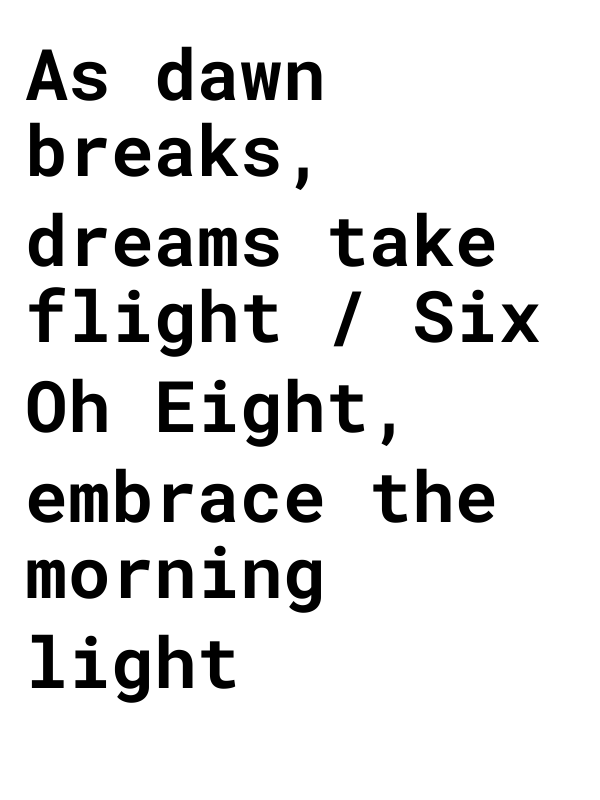 As dawn
breaks,
dreams take
flight / Six
Oh Eight,
embrace the
morning
light